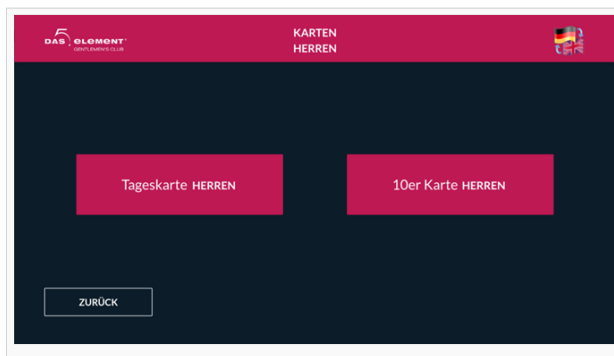 DAS 5. ELEMENT
GENTLEMEN'S CLUB
KARTEN
HERREN
Tageskarte HERREN
10er Karte HERREN
ZURÜCK